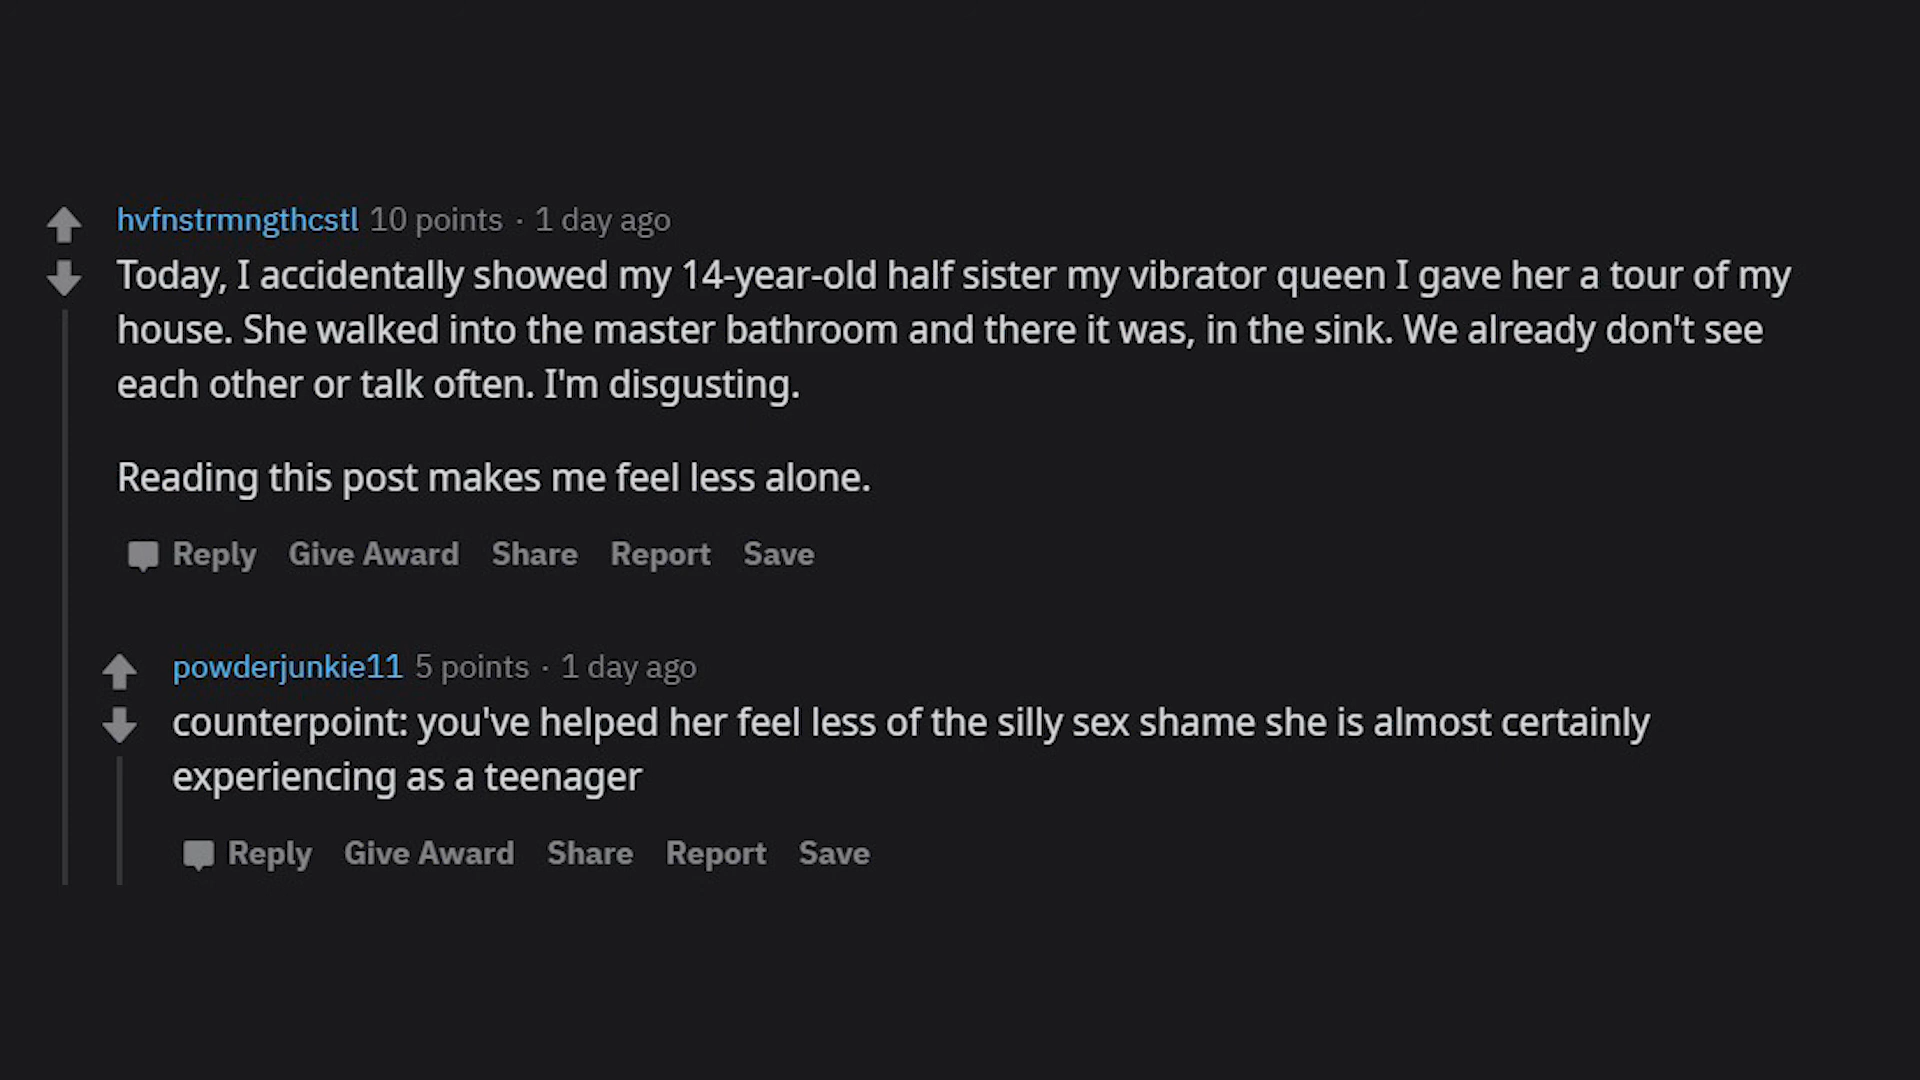 hvfnstrmngthcstl 10 points · 1 day ago
Today, I accidentally showed my 14-year-old half sister my vibrator queen I gave her a tour of my
house. She walked into the master bathroom and there it was, in the sink. We already don't see
each other or talk often. I'm disgusting.
Reading this post makes me feel less alone.
Reply Give Award Share Report Save
powderjunkie11 5 points · 1 day ago
counterpoint: you've helped her feel less of the silly sex shame she is almost certainly
experiencing as a teenager
Reply Give Award Share Report Save